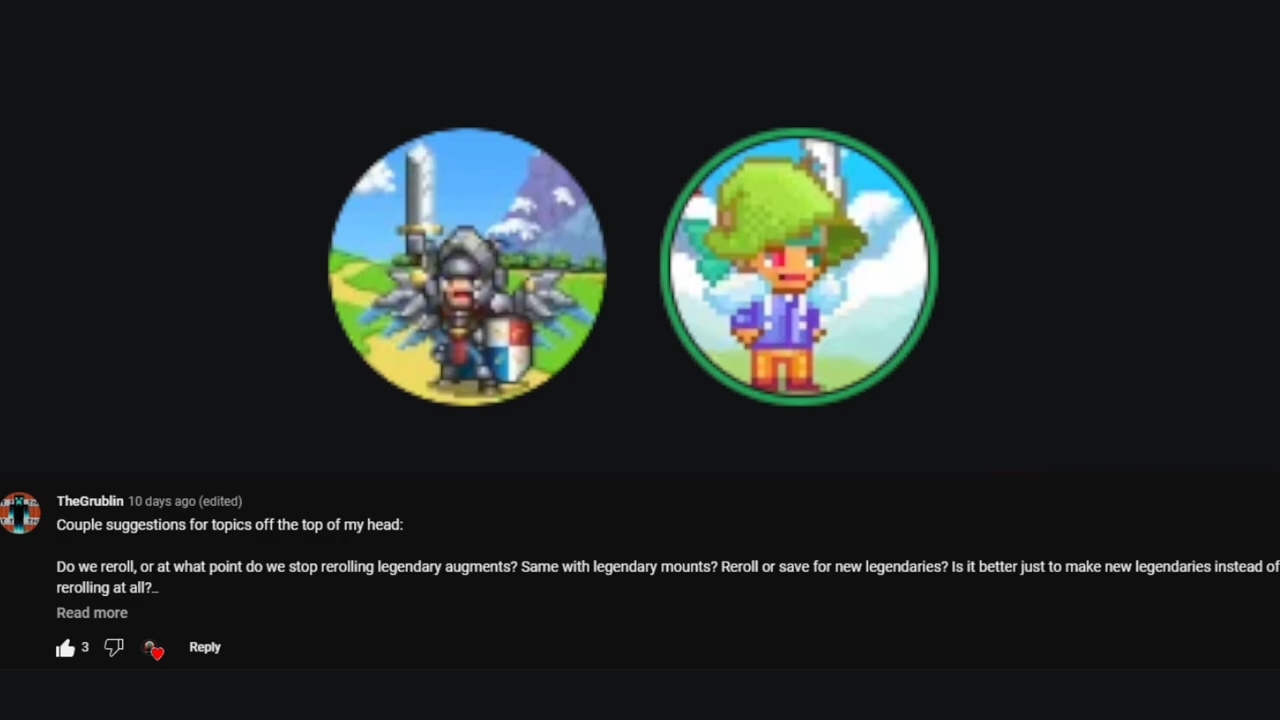 TheGrublin 10 days ago (edited)
Couple suggestions for topics off the top of my head:
Do we reroll, or at what point do we stop rerolling legendary augments? Same with legendary mounts? Reroll or save for new legendaries? Is it better just to make new legendaries instead of
rerolling at all?...
Read more
3 Reply